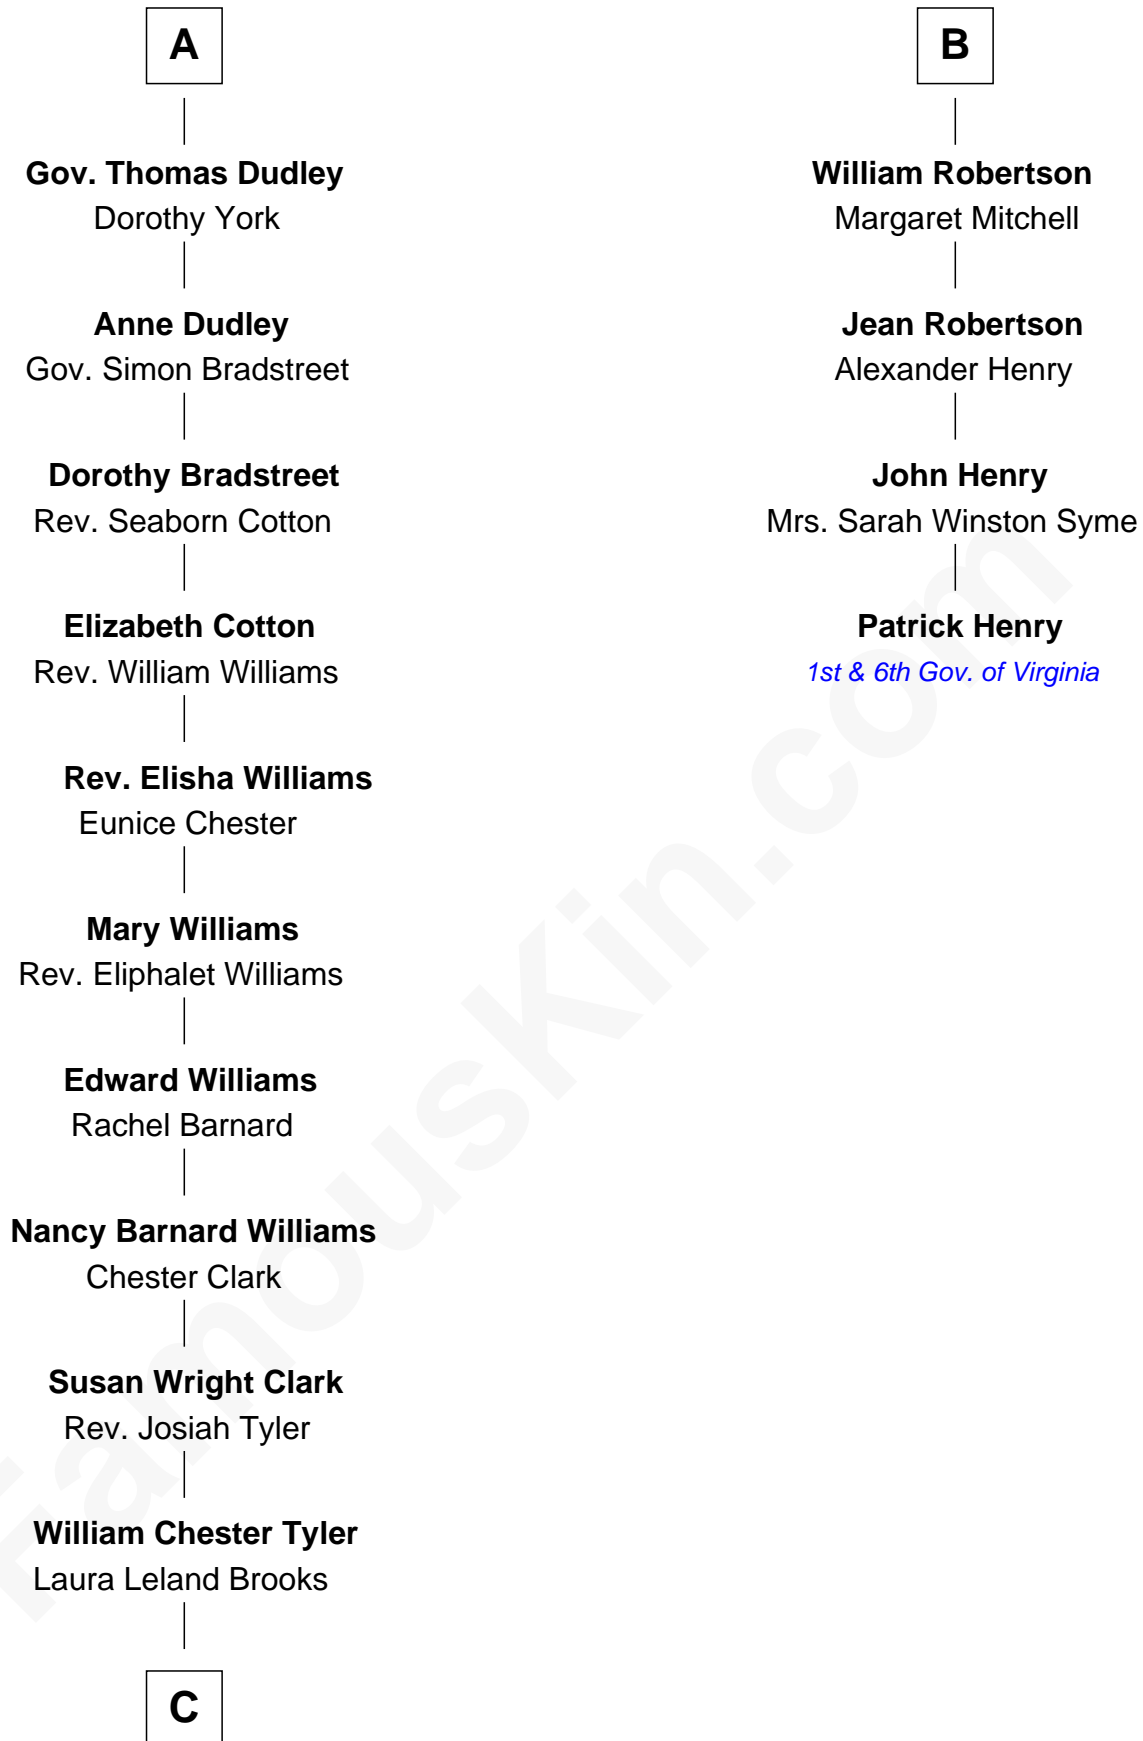 A
Gov. Thomas Dudley
Dorothy York
Anne Dudley
Gov. Simon Bradstreet
Dorothy Bradstreet
Rev. Seaborn Cotton
Elizabeth Cotton
Rev. William Williams
Rev. Elisha Williams
Eunice Chester
Mary Williams
Rev. Eliphalet Williams
Edward Williams
Rachel Barnard
Nancy Barnard Williams
Chester Clark
Susan Wright Clark
Rev. Josiah Tyler
William Chester Tyler
Laura Leland Brooks
C
B
William Robertson
Margaret Mitchell
Jean Robertson
Alexander Henry
John Henry
Mrs. Sarah Winston Syme
Patrick Henry
1st & 6th Gov. of Virginia
FamousKin.com